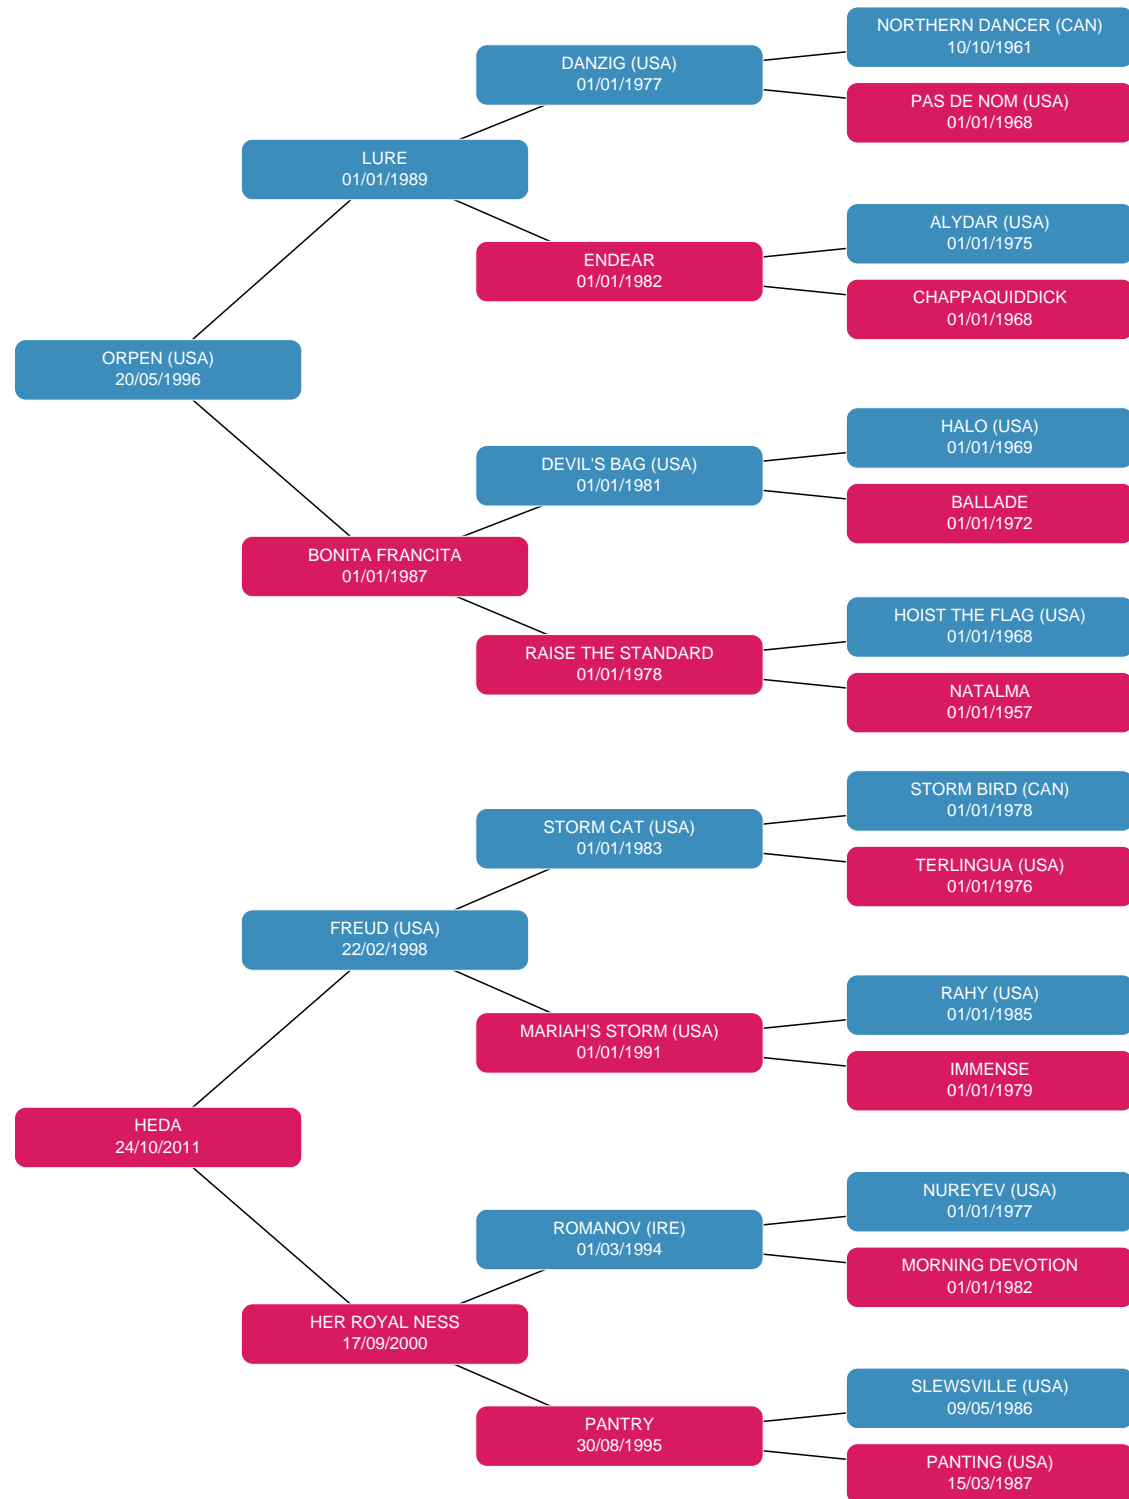 NORTHERN DANCER (CAN)
10/10/1961
DANZIG (USA)
01/01/1977
PAS DE NOM (USA)
01/01/1968
LURE
01/01/1989
ALYDAR (USA)
01/01/1975
ENDEAR
01/01/1982
CHAPPAQUIDDICK
01/01/1968
ORPEN (USA)
20/05/1996
HALO (USA)
01/01/1969
DEVIL'S BAG (USA)
01/01/1981
BALLADE
01/01/1972
BONITA FRANCITA
01/01/1987
HOIST THE FLAG (USA)
01/01/1968
RAISE THE STANDARD
01/01/1978
NATALMA
01/01/1957
STORM BIRD (CAN)
01/01/1978
STORM CAT (USA)
01/01/1983
TERLINGUA (USA)
01/01/1976
FREUD (USA)
22/02/1998
RAHY (USA)
01/01/1985
MARIAH'S STORM (USA)
01/01/1991
IMMENSE
01/01/1979
HEDA
24/10/2011
NUREYEV (USA)
01/01/1977
ROMANOV (IRE)
01/03/1994
MORNING DEVOTION
01/01/1982
HER ROYAL NESS
17/09/2000
SLEWSVILLE (USA)
09/05/1986
PANTRY
30/08/1995
PANTING (USA)
15/03/1987